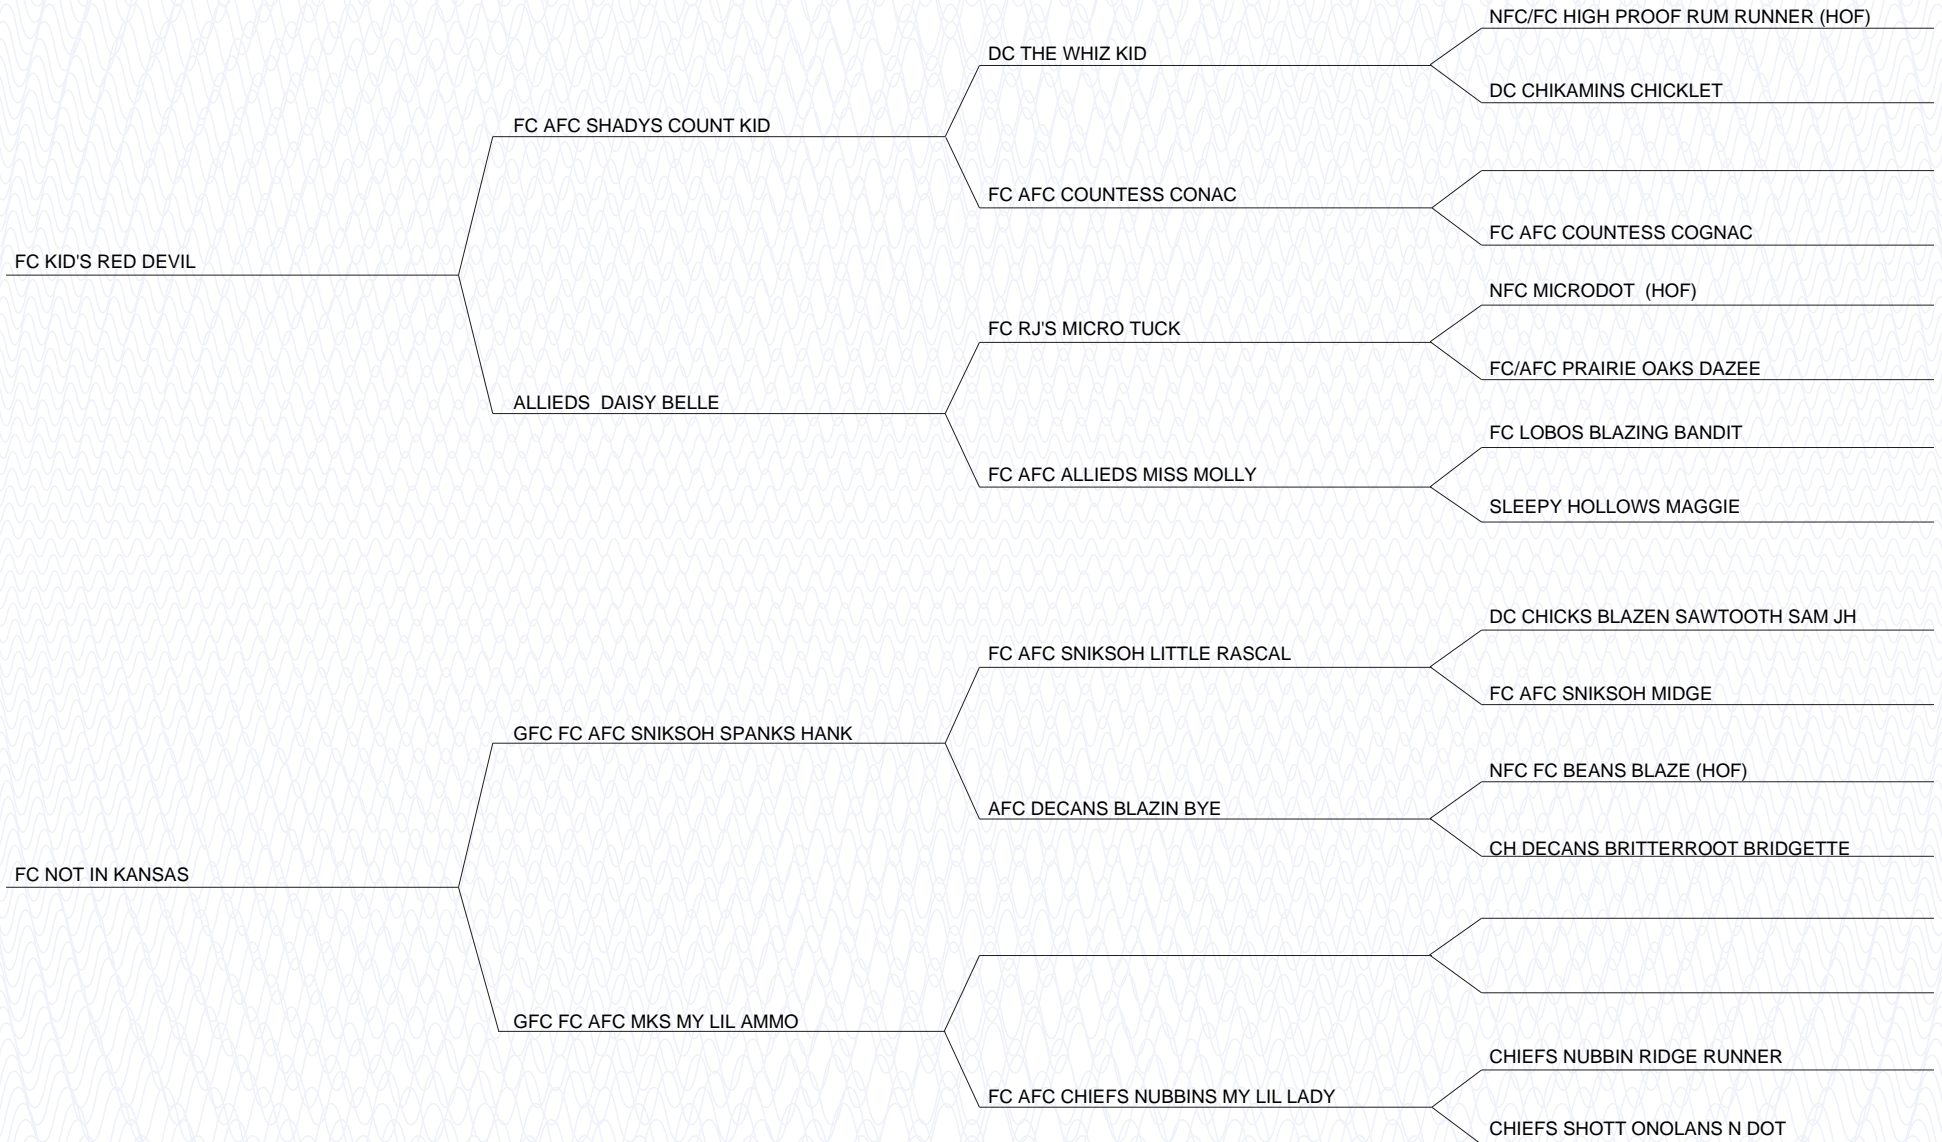 NFC/FC HIGH PROOF RUM RUNNER (HOF)
DC THE WHIZ KID
DC CHIKAMINS CHICKLET
FC AFC SHADYS COUNT KID
FC AFC COUNTESS CONAC
FC AFC COUNTESS COGNAC
FC KID'S RED DEVIL
NFC MICRODOT  (HOF)
FC RJ'S MICRO TUCK
FC/AFC PRAIRIE OAKS DAZEE
ALLIEDS  DAISY BELLE
FC LOBOS BLAZING BANDIT
FC AFC ALLIEDS MISS MOLLY
SLEEPY HOLLOWS MAGGIE
DC CHICKS BLAZEN SAWTOOTH SAM JH
FC AFC SNIKSOH LITTLE RASCAL
FC AFC SNIKSOH MIDGE
GFC FC AFC SNIKSOH SPANKS HANK
NFC FC BEANS BLAZE (HOF)
AFC DECANS BLAZIN BYE
CH DECANS BRITTERROOT BRIDGETTE
FC NOT IN KANSAS
GFC FC AFC MKS MY LIL AMMO
CHIEFS NUBBIN RIDGE RUNNER
FC AFC CHIEFS NUBBINS MY LIL LADY
CHIEFS SHOTT ONOLANS N DOT